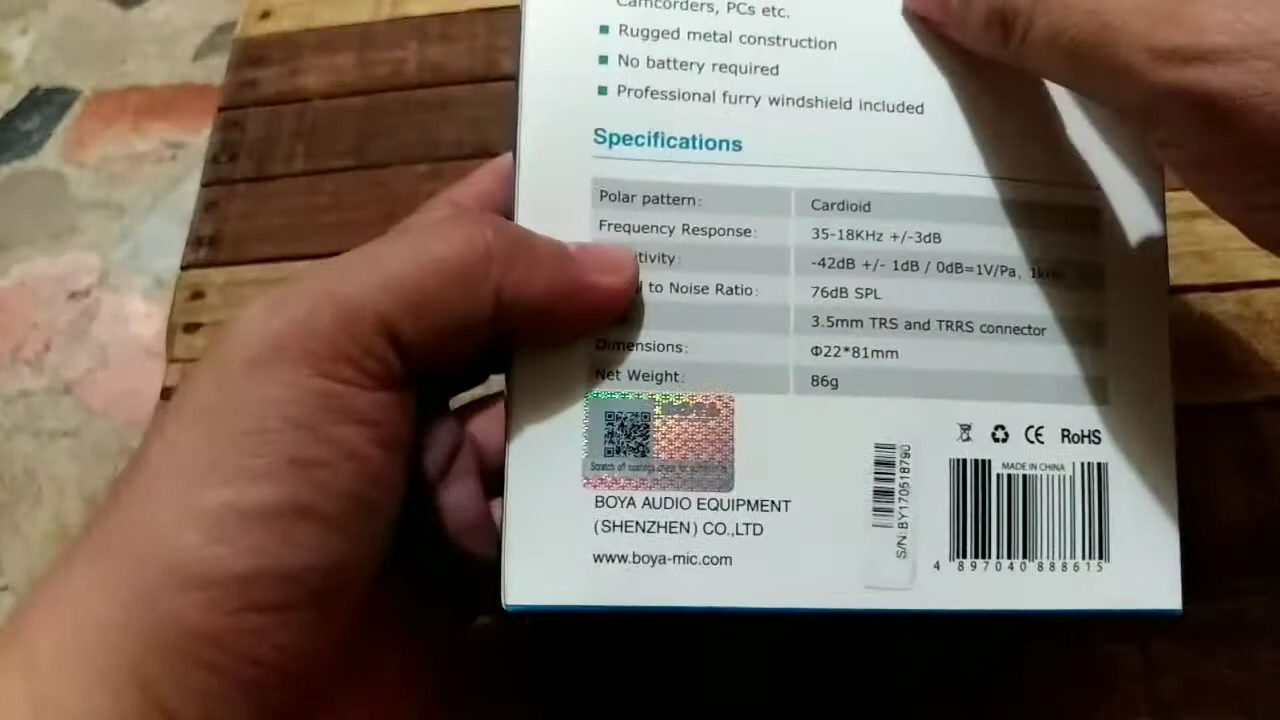 Camcorders, PCs etc.
Rugged metal construction
No battery required
Professional furry windshield included
Specifications
Polar pattern: Cardioid
Frequency Response: 35-18KHz +/-3dB
tivity: -42dB +/- 1dB / 0dB=1V/Pa,
to Noise Ratio: 76dB SPL
3.5mm TRS and TRRS connector
Dimensions: Φ22*81mm
Net Weight: 86g
Scratch off
BOYA AUDIO EQUIPMENT
(SHENZHEN) CO.,LTD
www.boya-mic.com
S/N: BY170518790
CE RoHS
MADE IN CHINA
4 897040 888615